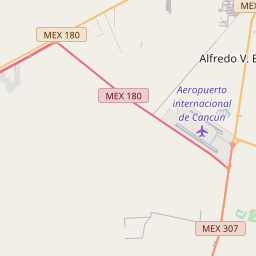 MEX 180
Alfredo V. B
MEX 180
Aeropuerto
internacional
de Cancún
MEX 307